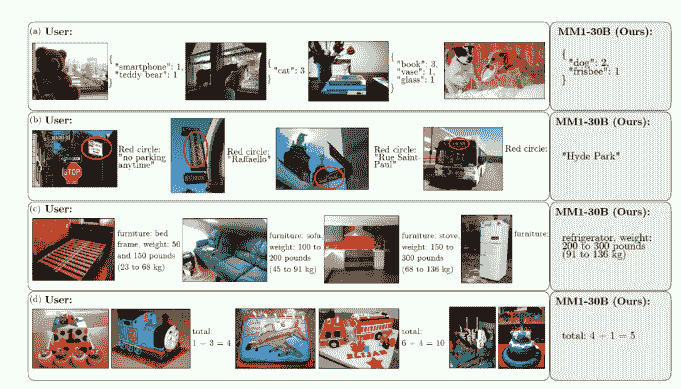 (a) User:
MM1-30B (Ours):
{
"smartphone": 1,
"teddy bear": 1
}
{
"cat": 3
}
{
"book": 3,
"vase": 1,
"glass": 1
}
{
"dog": 2,
"frisbee": 1
}
(b) User:
MM1-30B (Ours):
STOP
Red circle:
"no parking
anytime"
Red circle:
"Raffaello"
Red circle:
"Rue Saint-
Paul"
Red circle:
"Hyde Park"
(c) User:
MM1-30B (Ours):
furniture: bed
frame, weight: 50
and 150 pounds
(23 to 68 kg)
furniture: sofa,
weight: 100 to
200 pounds
(45 to 91 kg)
furniture: stove,
weight: 150 to
300 pounds
(68 to 136 kg)
furniture:
refrigerator, weight:
200 to 300 pounds
(91 to 136 kg)
(d) User:
MM1-30B (Ours):
total:
1 + 3 = 4
total:
6 + 4 = 10
total: 4 + 1 = 5